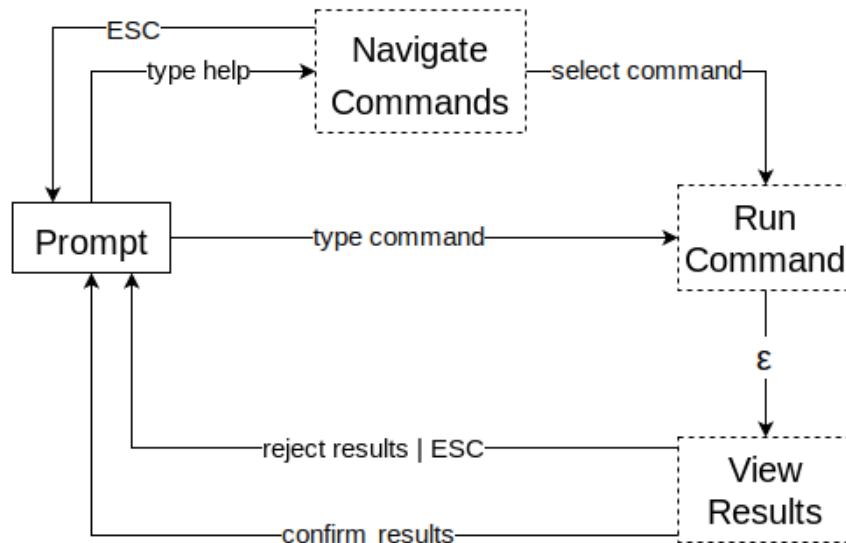 ESC
Navigate
Commands
type help
select command
Prompt
type command
Run
Command
ε
reject results | ESC
View
Results
confirm results